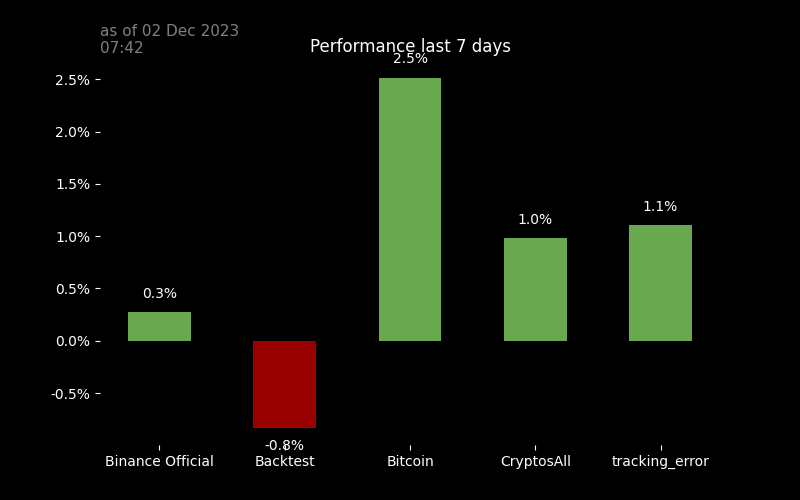 as of 02 Dec 2023
07:42
Performance last 7 days
2.5%
2.5%
2.0%
1.5%
1.1%
1.0%
1.0%
0.5%
0.3%
0.0%
-0.5%
-0.8%
Binance Official
Backtest
Bitcoin
CryptosAll
tracking_error